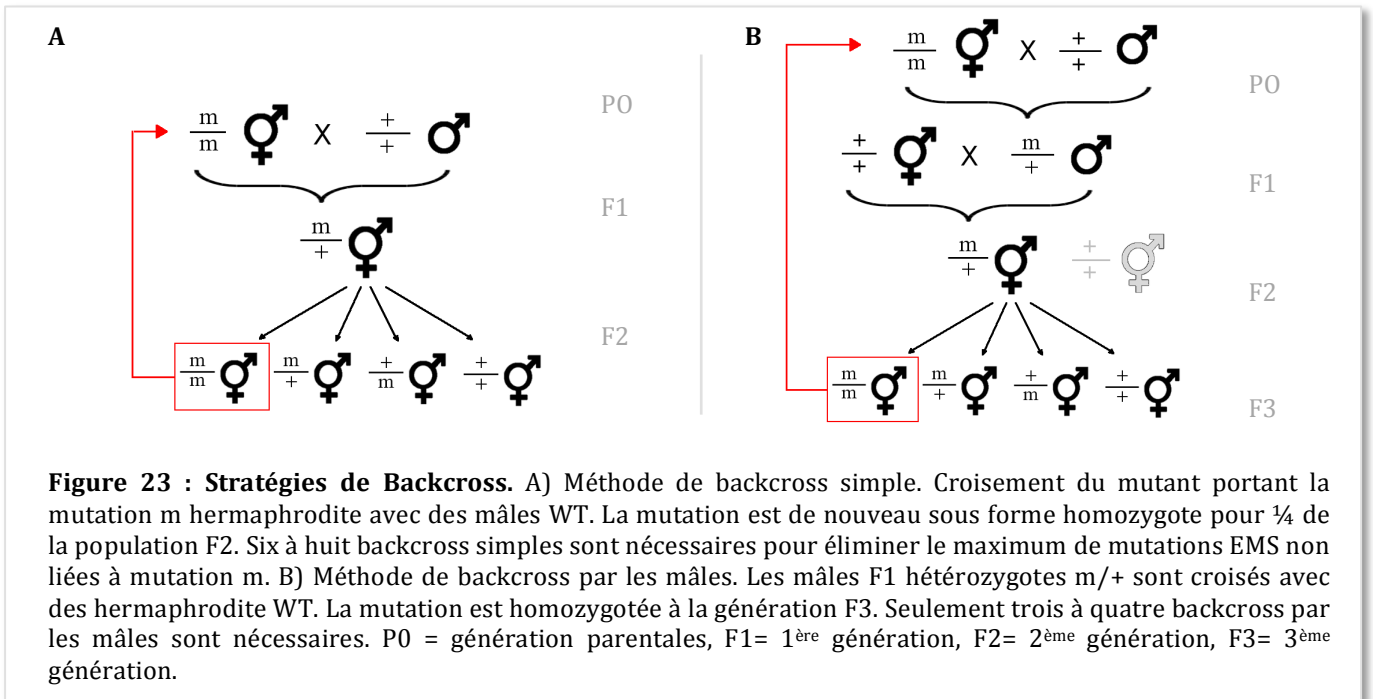 A
m
m
X
+
+
P0
F1
m
+
F2
m
m
m
+
+
m
+
+
B
m
m
X
+
+
P0
+
+
X
m
+
F1
m
+
+
+
F2
m
m
m
+
+
m
+
+
F3
Figure 23 : Stratégies de Backcross. A) Méthode de backcross simple. Croisement du mutant portant la
mutation m hermaphrodite avec des mâles WT. La mutation est de nouveau sous forme homozygote pour ¼ de
la population F2. Six à huit backcross simples sont nécessaires pour éliminer le maximum de mutations EMS non
liées à mutation m. B) Méthode de backcross par les mâles. Les mâles F1 hétérozygotes m/+ sont croisés avec
des hermaphrodite WT. La mutation est homozygotée à la génération F3. Seulement trois à quatre backcross par
les mâles sont nécessaires. P0 = génération parentales, F1= 1ère génération, F2= 2ème génération, F3= 3ème
génération.